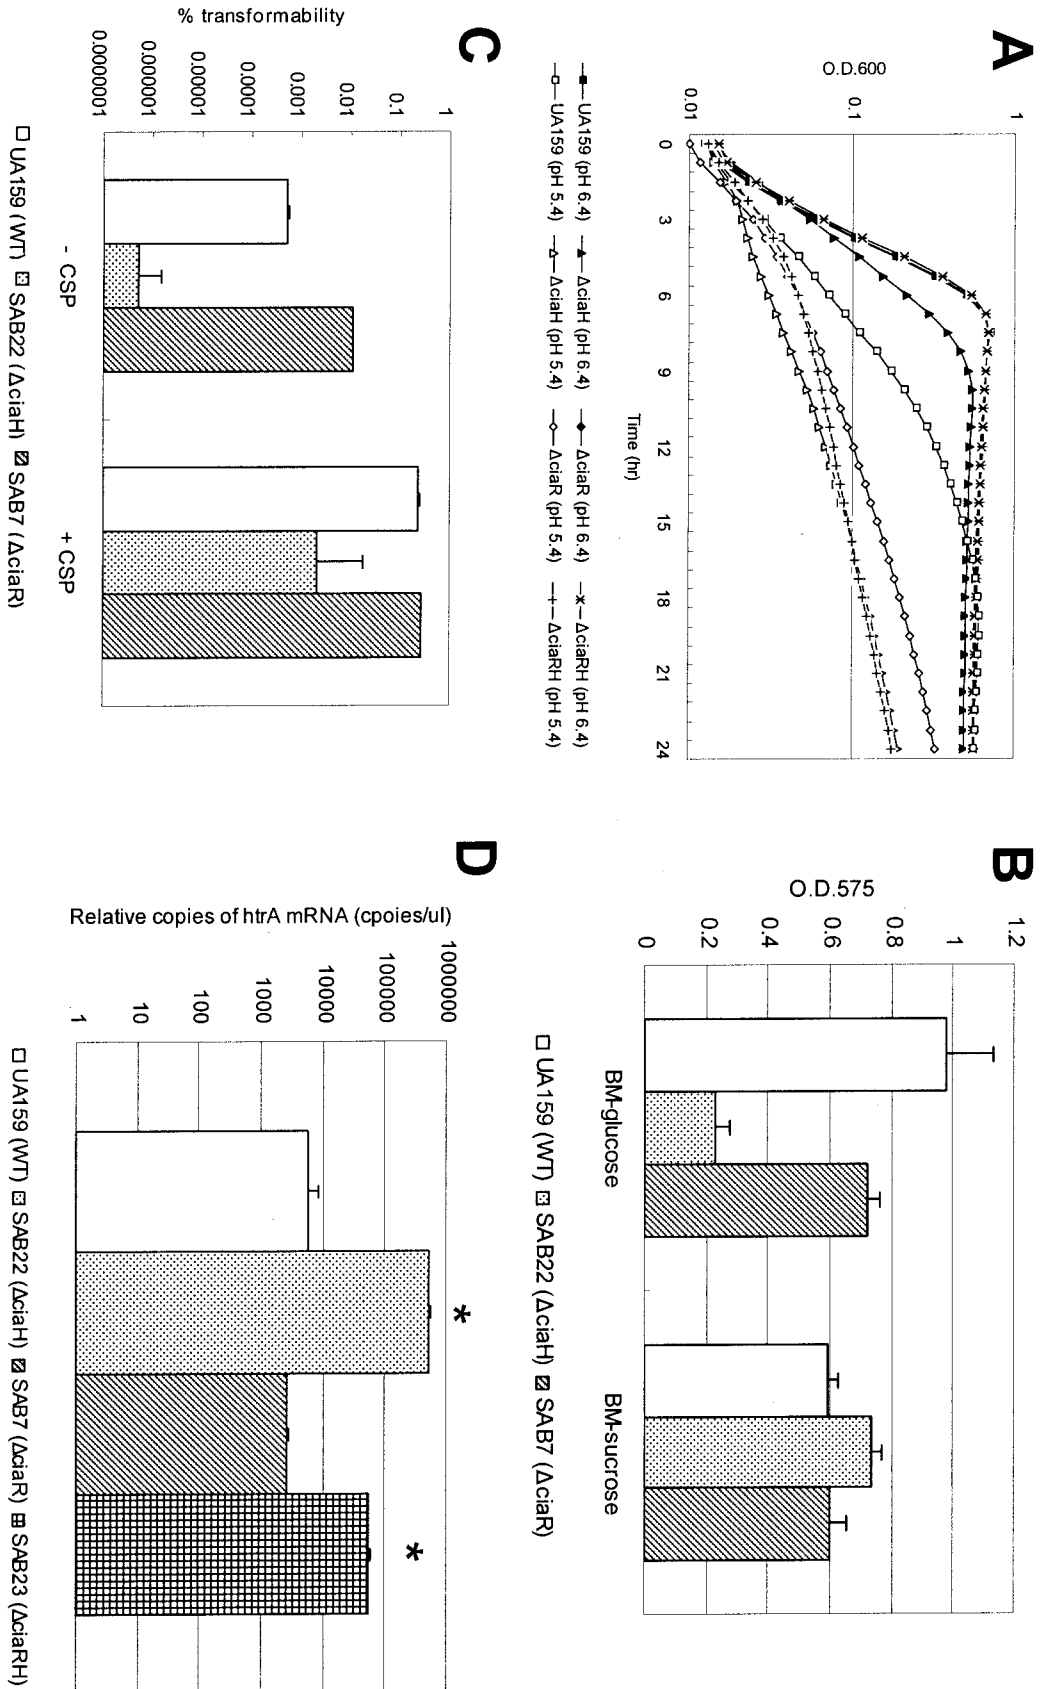 A
O.D.600
1
0.1
0.01
0 3 6 9 12 15 18 21 24
Time (hr)
UA159 (pH 6.4) ΔciaH (pH 6.4) ΔciaR (pH 6.4) ΔciaRH (pH 6.4)
UA159 (pH 5.4) ΔciaH (pH 5.4) ΔciaR (pH 5.4) ΔciaRH (pH 5.4)
B
O.D.575
1.2
1
0.8
0.6
0.4
0.2
0
BM-glucose BM-sucrose
UA159 (WT) SAB22 (ΔciaH) SAB7 (ΔciaR)
C
% transformability
1
0.1
0.01
0.001
0.0001
0.00001
0.000001
0.0000001
- CSP + CSP
UA159 (WT) SAB22 (ΔciaH) SAB7 (ΔciaR)
D
Relative copies of htrA mRNA (cpoies/ul)
1000000
100000
10000
1000
100
10
1
*
*
UA159 (WT) SAB22 (ΔciaH) SAB7 (ΔciaR) SAB23 (ΔciaRH)